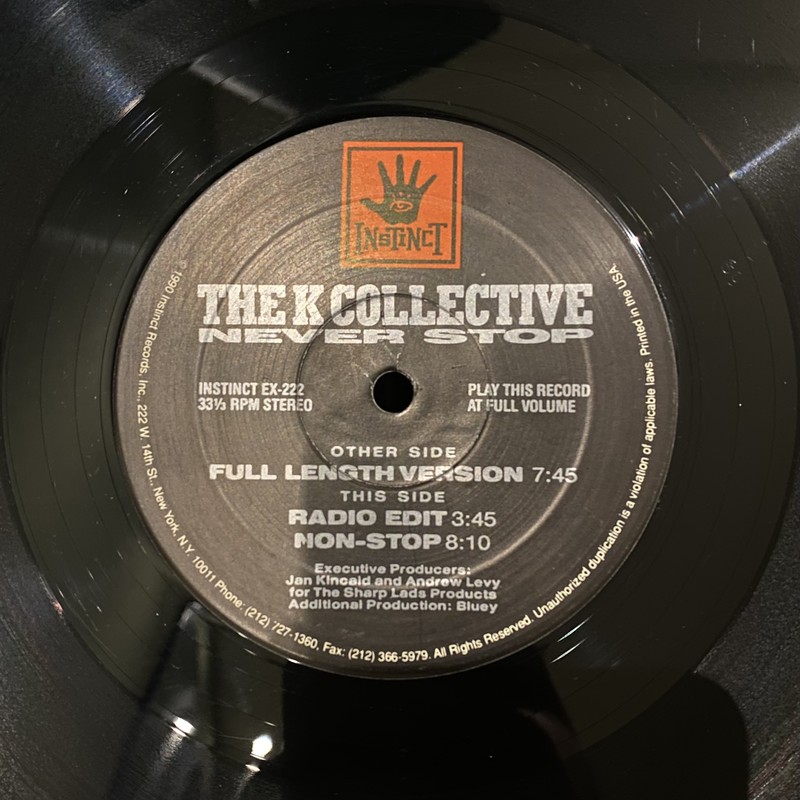 INSTINCT
THE K COLLECTIVE
NEVER STOP
INSTINCT EX-222
33⅓ RPM STEREO
PLAY THIS RECORD
AT FULL VOLUME
OTHER SIDE
FULL LENGTH VERSION 7:45
THIS SIDE
RADIO EDIT 3:45
NON-STOP 8:10
Executive Producers:
Jan Kincaid and Andrew Levy
for The Sharp Lads Products
Additional Production: Bluey
℗ 1990 Instinct Records, Inc., 222 W. 14th St., New York, N.Y. 10011 Phone: (212) 727-1360, Fax: (212) 366-5979. All Rights Reserved. Unauthorized duplication is a violation of applicable laws. Printed in the USA.